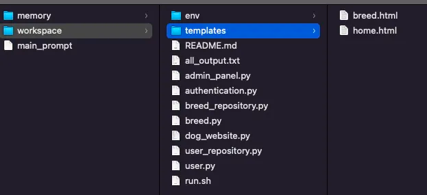 memory
workspace
main_prompt
env
templates
README.md
all_output.txt
admin_panel.py
authentication.py
breed_repository.py
breed.py
dog_website.py
user_repository.py
user.py
run.sh
breed.html
home.html